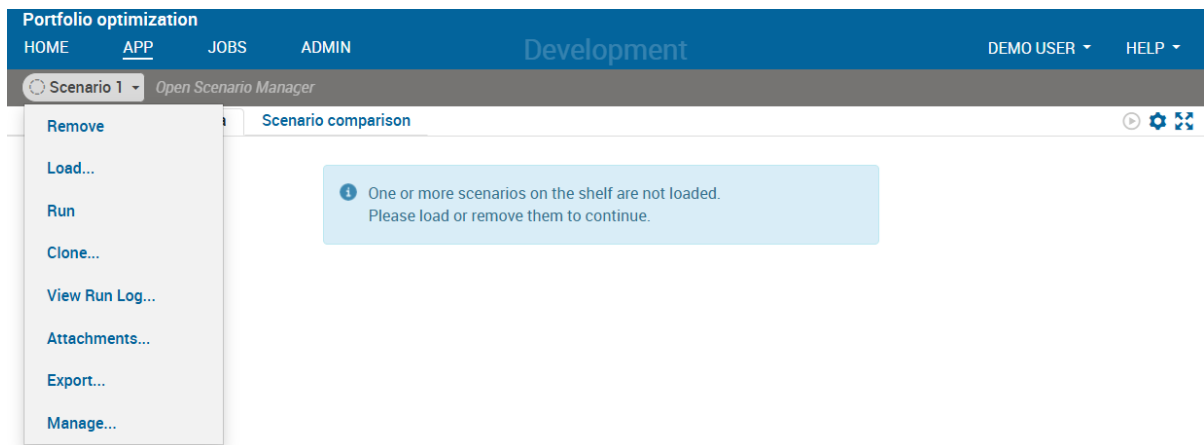 Portfolio optimization
HOME APP JOBS ADMIN Development DEMO USER HELP
Scenario 1 Open Scenario Manager
a Scenario comparison
Remove
Load...
One or more scenarios on the shelf are not loaded.
Please load or remove them to continue.
Run
Clone...
View Run Log...
Attachments...
Export...
Manage...